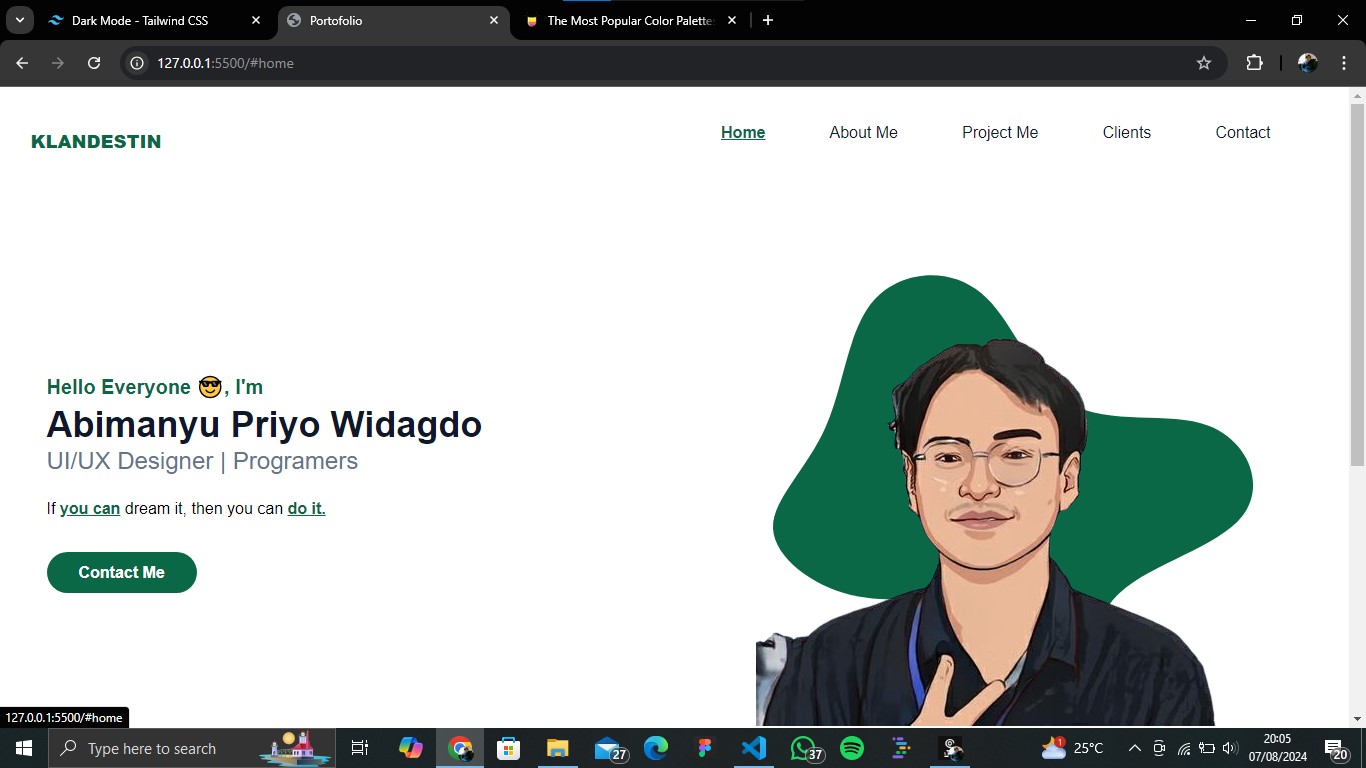 Dark Mode - Tailwind CSS
Portofolio
The Most Popular Color Palette
127.0.0.1:5500/#home
KLANDESTIN
Home About Me Project Me Clients Contact
Hello Everyone 😎, I'm
Abimanyu Priyo Widagdo
UI/UX Designer | Programers
If you can dream it, then you can do it.
Contact Me
127.0.0.1:5500/#home
Type here to search
27
37
1
25°C
20:05
07/08/2024
20